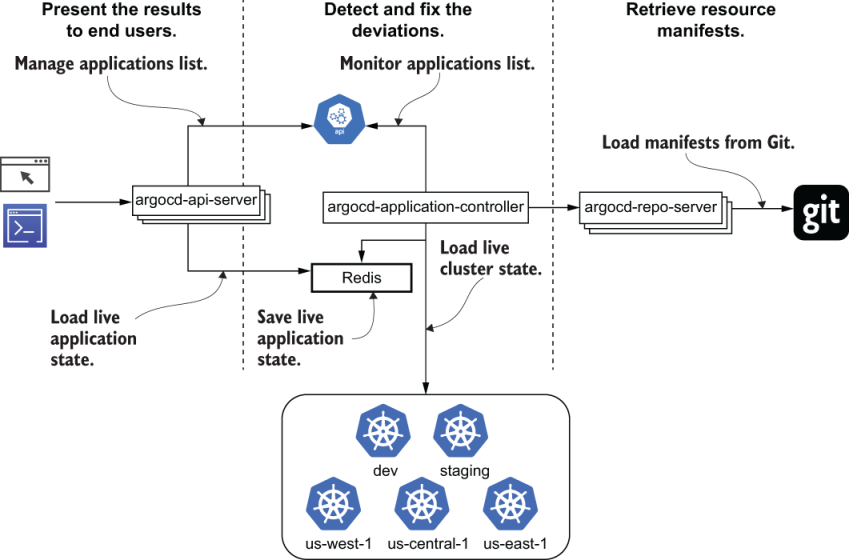 Present the results
to end users.
Detect and fix the
deviations.
Retrieve resource
manifests.
Manage applications list.
Monitor applications list.
api
Load manifests from Git.
argocd-api-server
argocd-application-controller
argocd-repo-server
git
>_
Redis
Load live
cluster state.
Load live
application
state.
Save live
application
state.
dev
staging
us-west-1
us-central-1
us-east-1